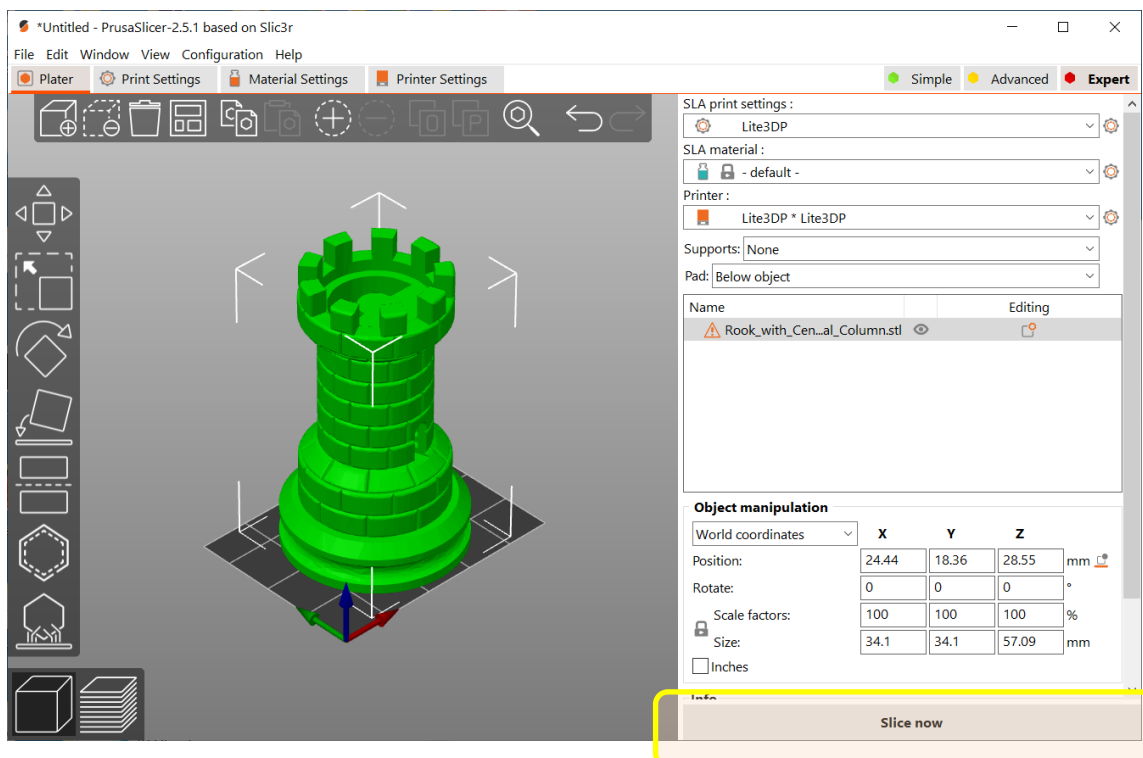 *Untitled - PrusaSlicer-2.5.1 based on Slic3r
File Edit Window View Configuration Help
Plater Print Settings Material Settings Printer Settings Simple Advanced Expert
SLA print settings :
Lite3DP
SLA material :
- default -
Printer :
Lite3DP * Lite3DP
Supports: None
Pad: Below object
Name Editing
Rook_with_Cen...al_Column.stl
Object manipulation
World coordinates X Y Z
Position: 24.44 18.36 28.55 mm
Rotate: 0 0 0 °
Scale factors: 100 100 100 %
Size: 34.1 34.1 57.09 mm
Inches
Info
Slice now